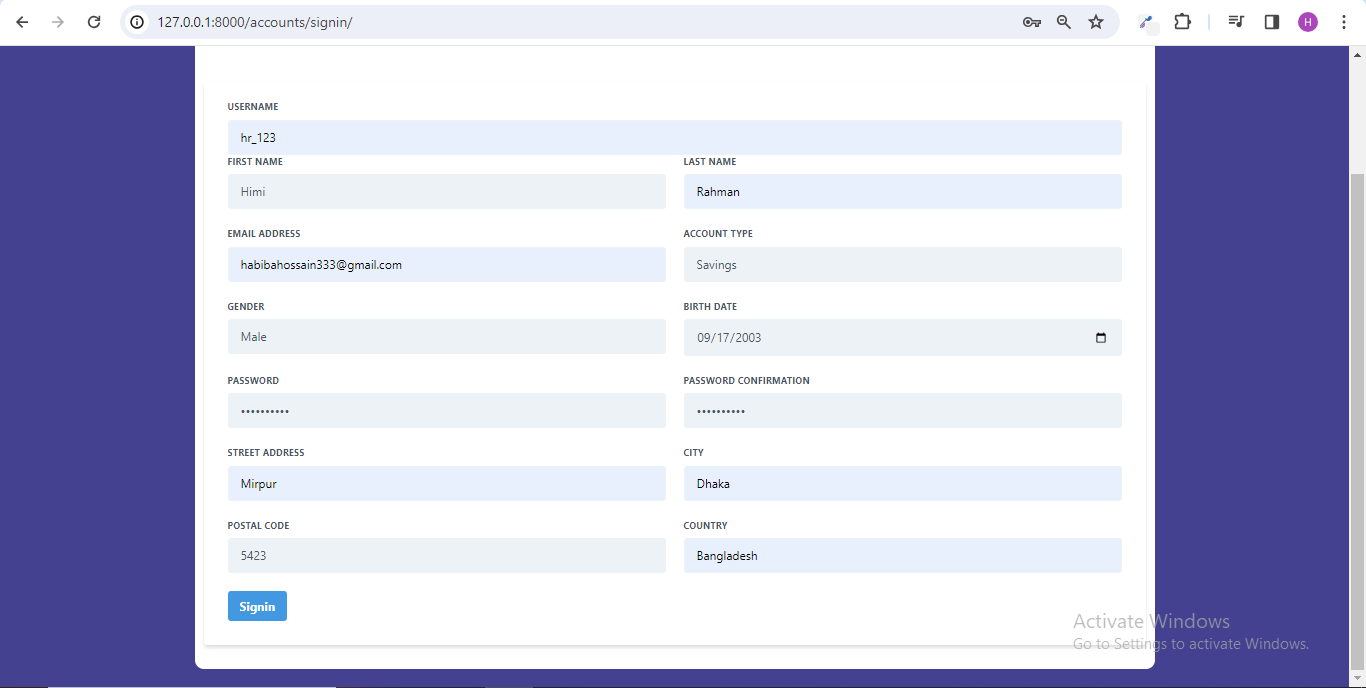 127.0.0.1:8000/accounts/signin/
H
USERNAME
hr_123
FIRST NAME LAST NAME
Himi Rahman
EMAIL ADDRESS ACCOUNT TYPE
habibahossain333@gmail.com Savings
GENDER BIRTH DATE
Male 09/17/2003
PASSWORD PASSWORD CONFIRMATION
•••••••••• ••••••••••
STREET ADDRESS CITY
Mirpur Dhaka
POSTAL CODE COUNTRY
5423 Bangladesh
Signin
Activate Windows
Go to Settings to activate Windows.